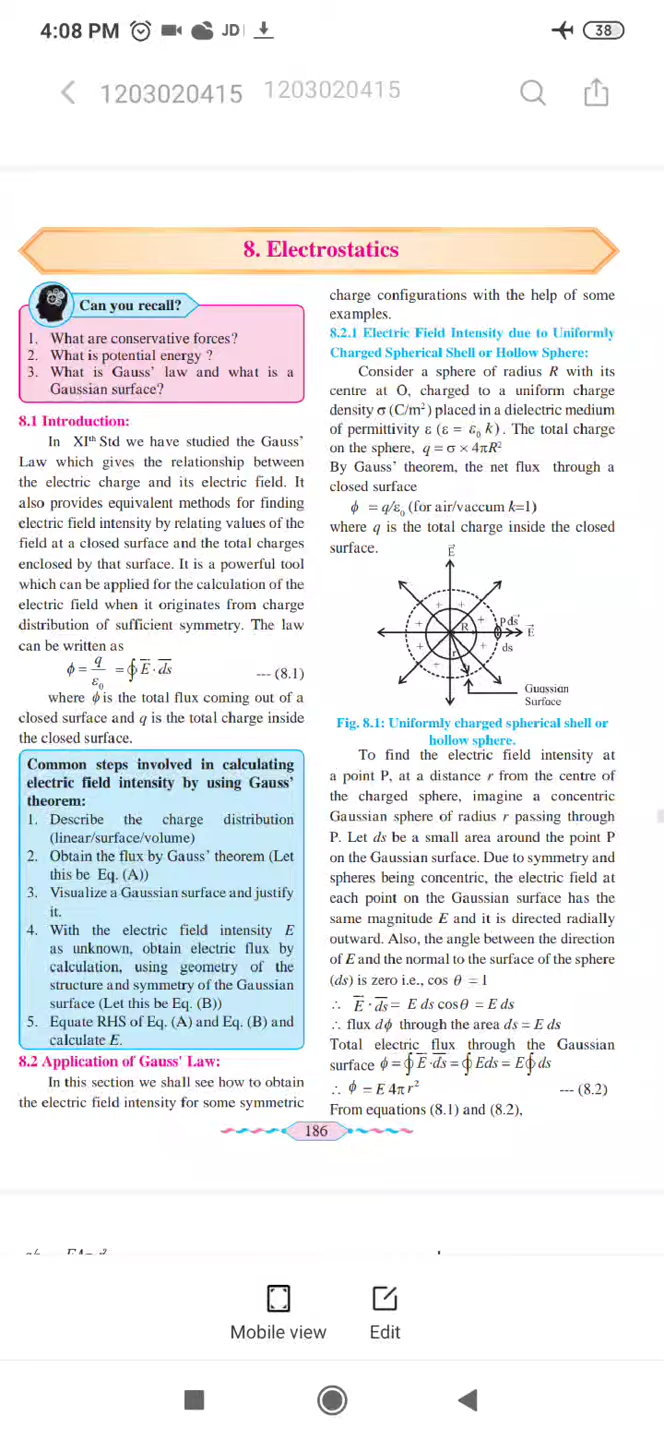 4:08 PM JD 38
1203020415 1203020415
8. Electrostatics
Can you recall?
1. What are conservative forces?
2. What is potential energy ?
3. What is Gauss’ law and what is a
Gaussian surface?
8.1 Introduction:
In XIth Std we have studied the Gauss’
Law which gives the relationship between
the electric charge and its electric field. It
also provides equivalent methods for finding
electric field intensity by relating values of the
field at a closed surface and the total charges
enclosed by that surface. It is a powerful tool
which can be applied for the calculation of the
electric field when it originates from charge
distribution of sufficient symmetry. The law
can be written as
ϕ = q/ε₀ = ∮ E̅ · d̅s̅ --- (8.1)
where ϕ is the total flux coming out of a
closed surface and q is the total charge inside
the closed surface.
Common steps involved in calculating
electric field intensity by using Gauss’
theorem:
1. Describe the charge distribution
(linear/surface/volume)
2. Obtain the flux by Gauss’ theorem (Let
this be Eq. (A))
3. Visualize a Gaussian surface and justify
it.
4. With the electric field intensity E
as unknown, obtain electric flux by
calculation, using geometry of the
structure and symmetry of the Gaussian
surface (Let this be Eq. (B))
5. Equate RHS of Eq. (A) and Eq. (B) and
calculate E.
8.2 Application of Gauss' Law:
In this section we shall see how to obtain
the electric field intensity for some symmetric
charge configurations with the help of some
examples.
8.2.1 Electric Field Intensity due to Uniformly
Charged Spherical Shell or Hollow Sphere:
Consider a sphere of radius R with its
centre at O, charged to a uniform charge
density σ (C/m²) placed in a dielectric medium
of permittivity ε (ε = ε₀ k). The total charge
on the sphere, q = σ × 4πR²
By Gauss’ theorem, the net flux through a
closed surface
ϕ = q/ε₀ (for air/vaccum k=1)
where q is the total charge inside the closed
surface.
E⃗
R
r
P ds⃗
E⃗
ds
Guassian
Surface
Fig. 8.1: Uniformly charged spherical shell or
hollow sphere.
To find the electric field intensity at
a point P, at a distance r from the centre of
the charged sphere, imagine a concentric
Gaussian sphere of radius r passing through
P. Let ds be a small area around the point P
on the Gaussian surface. Due to symmetry and
spheres being concentric, the electric field at
each point on the Gaussian surface has the
same magnitude E and it is directed radially
outward. Also, the angle between the direction
of E and the normal to the surface of the sphere
(ds) is zero i.e., cos θ = 1
∴ E̅ · d̅s̅ = E ds cosθ = E ds
∴ flux dϕ through the area ds = E ds
Total electric flux through the Gaussian
surface ϕ = ∮ E̅ · d̅s̅ = ∮ Eds = E∮ ds
∴ ϕ = E 4πr² --- (8.2)
From equations (8.1) and (8.2),
186
Mobile view Edit